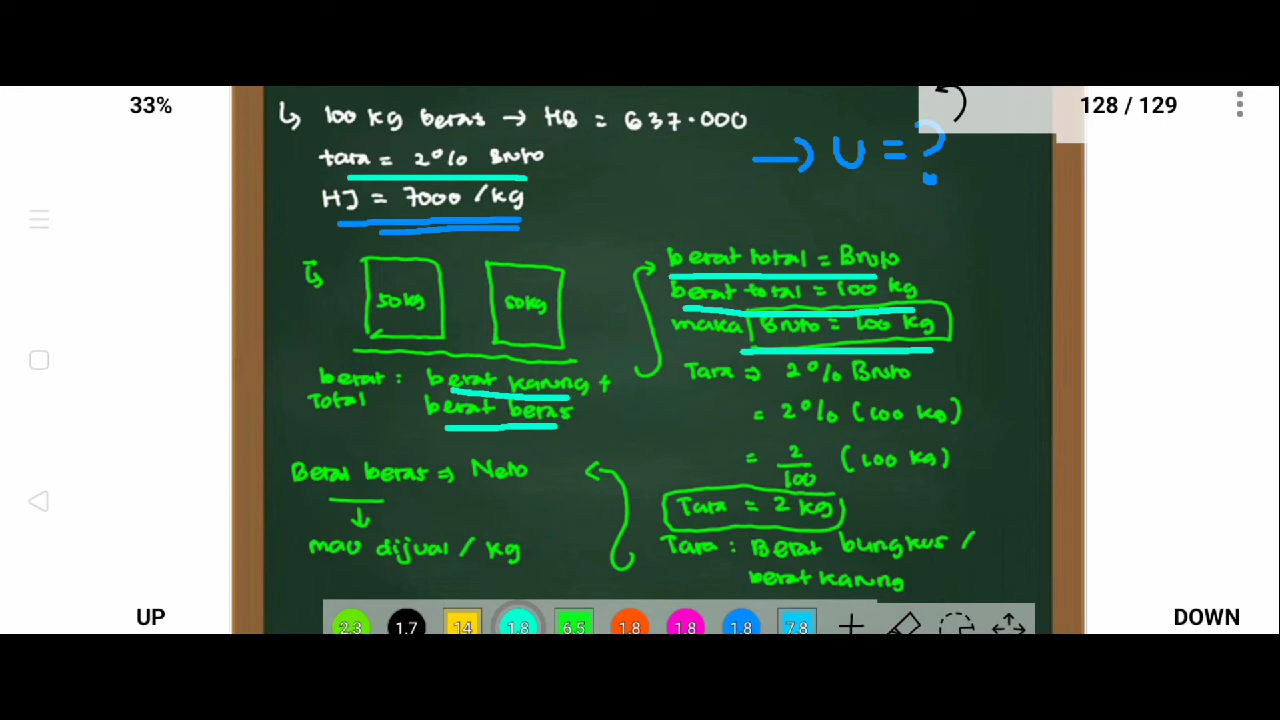 33%
128 / 129
↳ 100 kg beras → HB = 637.000
tara = 2% Bruto
HJ = 7000 /kg
→ U = ?
50kg
50kg
berat : berat karung +
Total berat beras
Berat beras ⇒ Neto
↓
mau dijual / kg
berat total = Bruto
berat total = 100 kg
maka Bruto = 100 kg
Tara ⇒ 2% Bruto
= 2% (100 kg)
= 2/100 (100 kg)
Tara = 2 kg
Tara : Berat bungkus /
berat karung
2.3 1.7 14 1.8 6.5 1.8 1.8 1.8 7.8
UP
DOWN